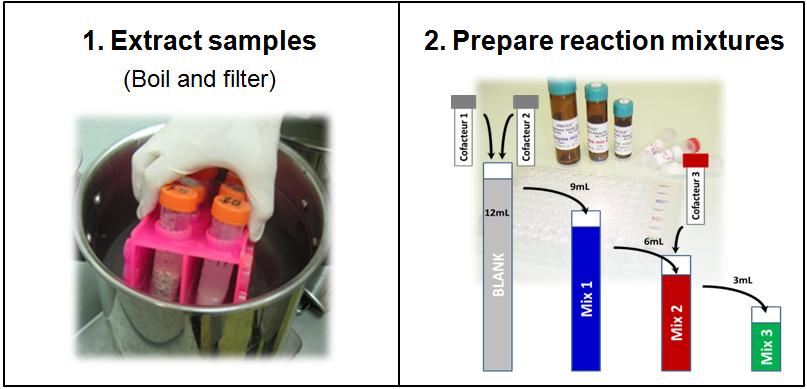 1. Extract samples
(Boil and filter)
2. Prepare reaction mixtures
Cofacteur 1
Cofacteur 2
Cofacteur 3
12mL
9mL
6mL
3mL
BLANK
Mix 1
Mix 2
Mix 3